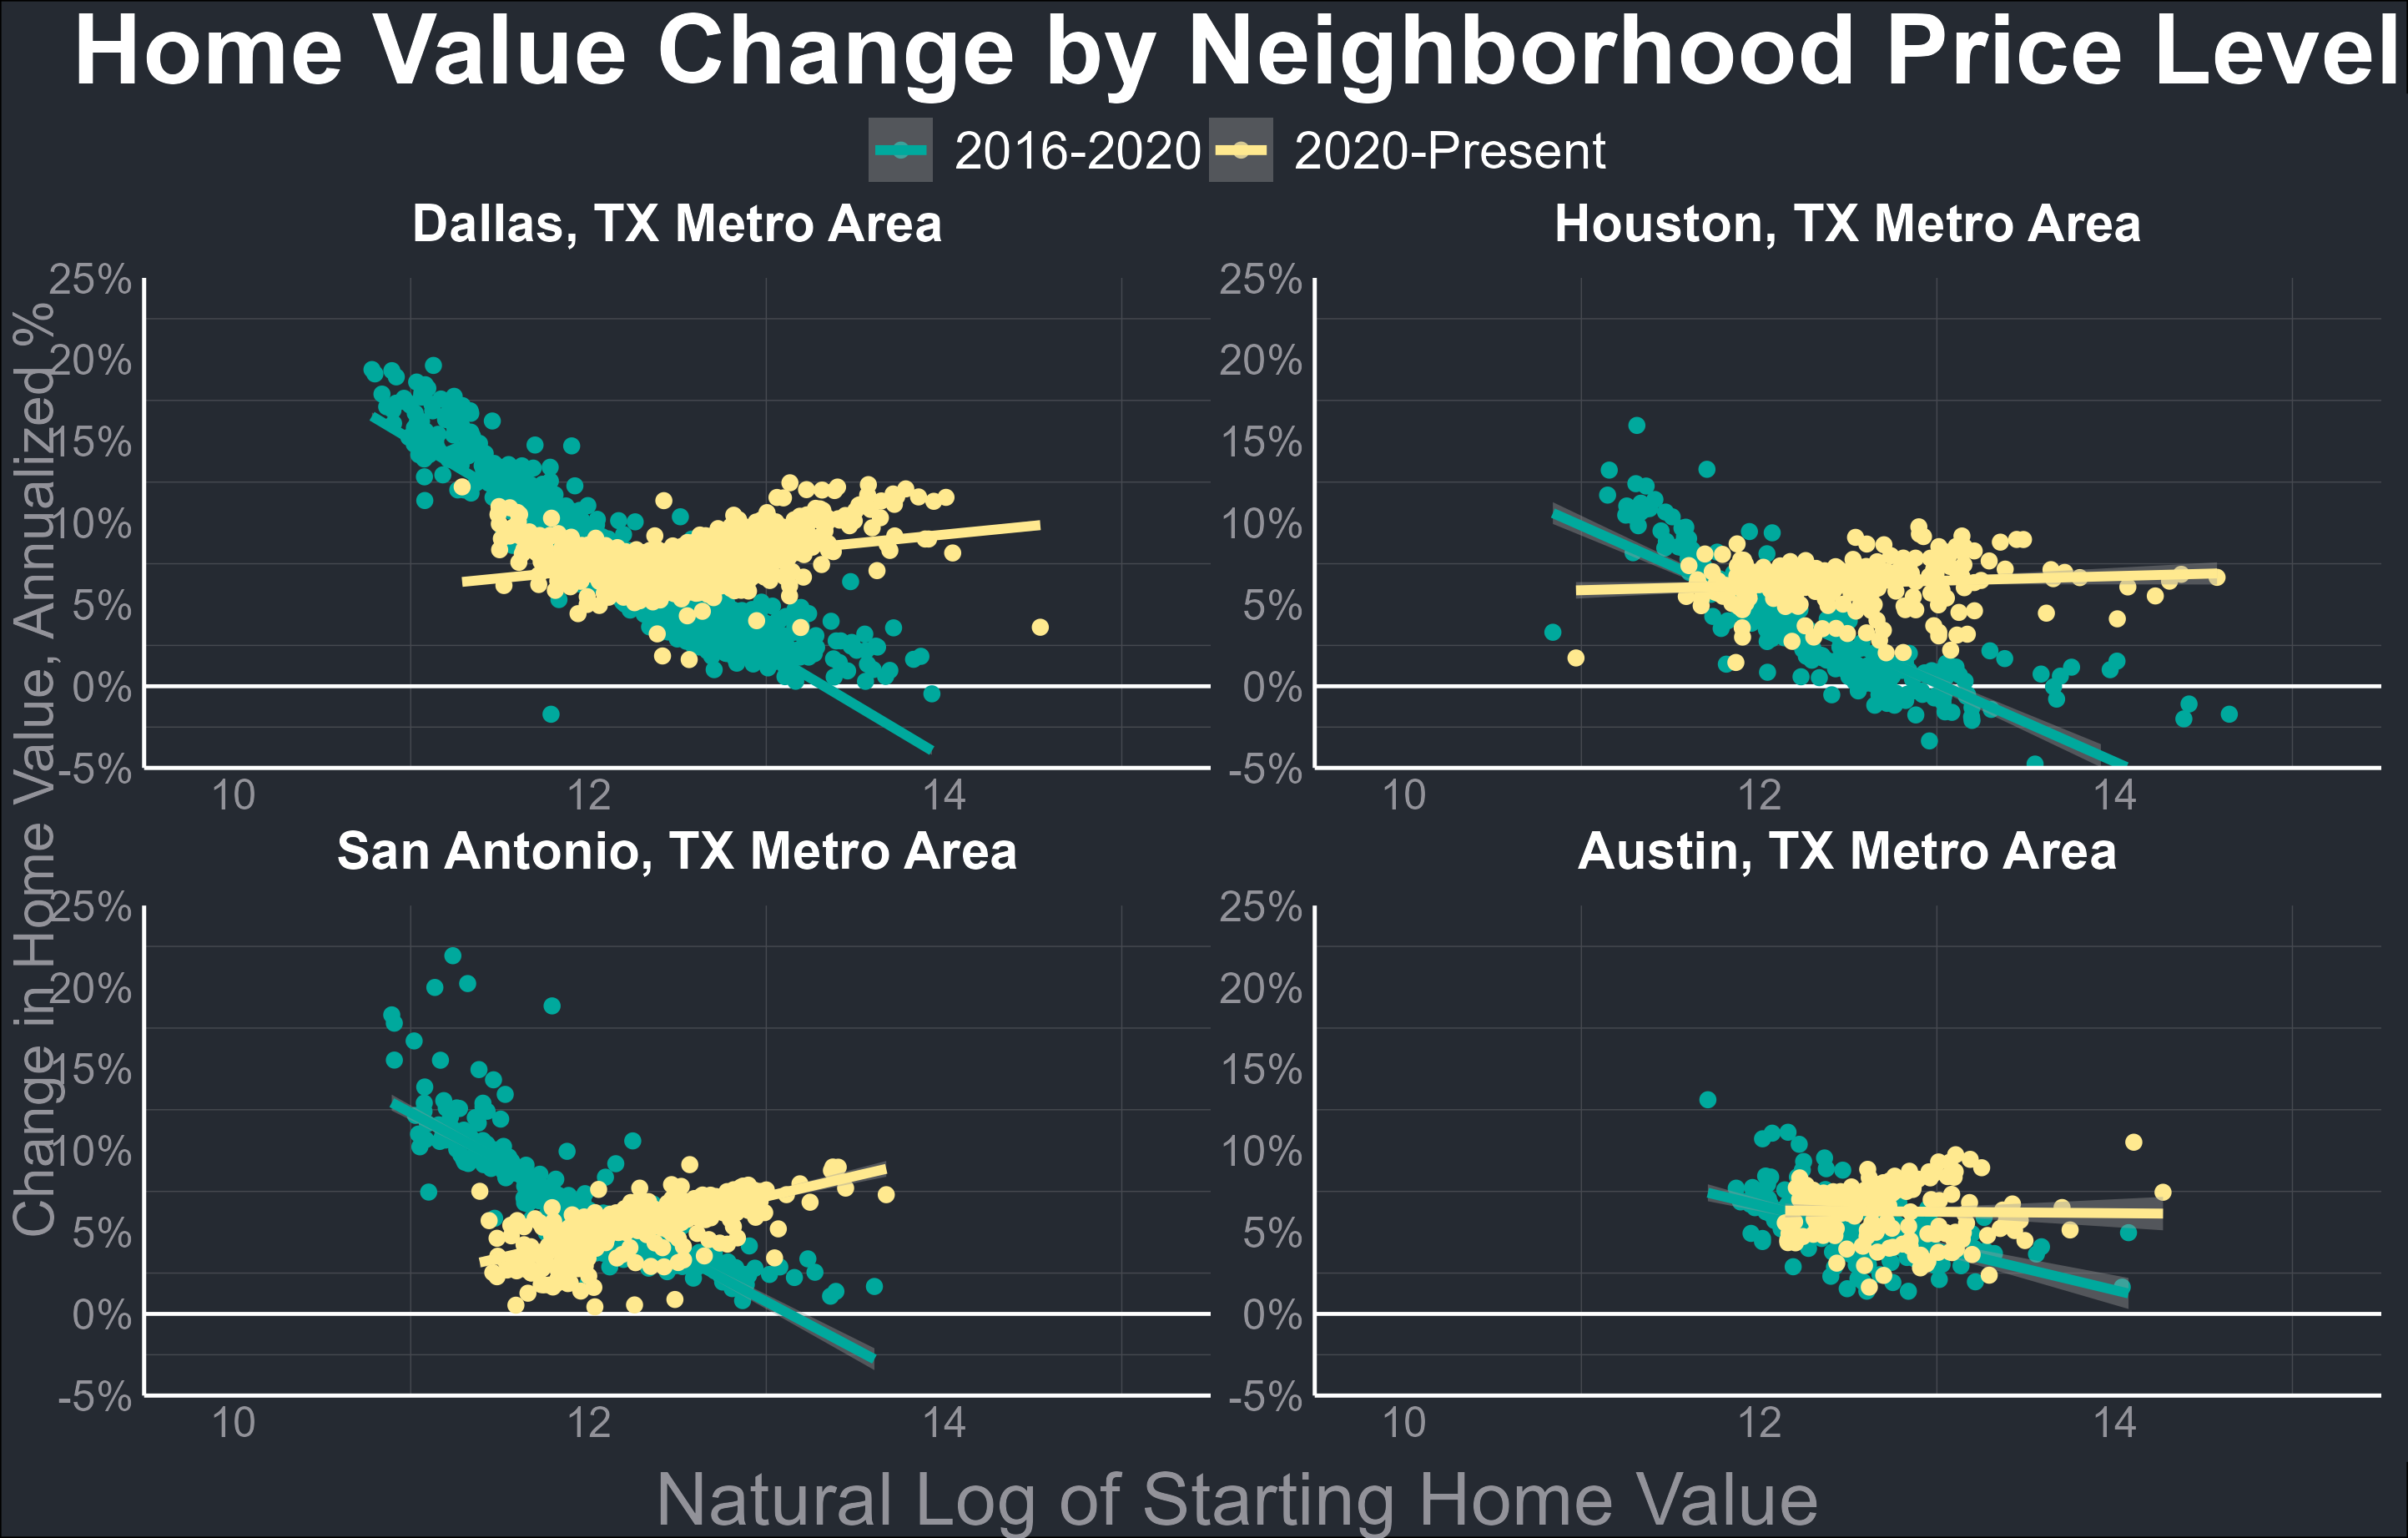 Home Value Change by Neighborhood Price Level
2016-2020 2020-Present
Dallas, TX Metro Area
25%
20%
15%
10%
5%
0%
-5%
10 12 14
Houston, TX Metro Area
25%
20%
15%
10%
5%
0%
-5%
10 12 14
San Antonio, TX Metro Area
25%
20%
15%
10%
5%
0%
-5%
10 12 14
Austin, TX Metro Area
25%
20%
15%
10%
5%
0%
-5%
10 12 14
Change in Home Value, Annualized %
Natural Log of Starting Home Value